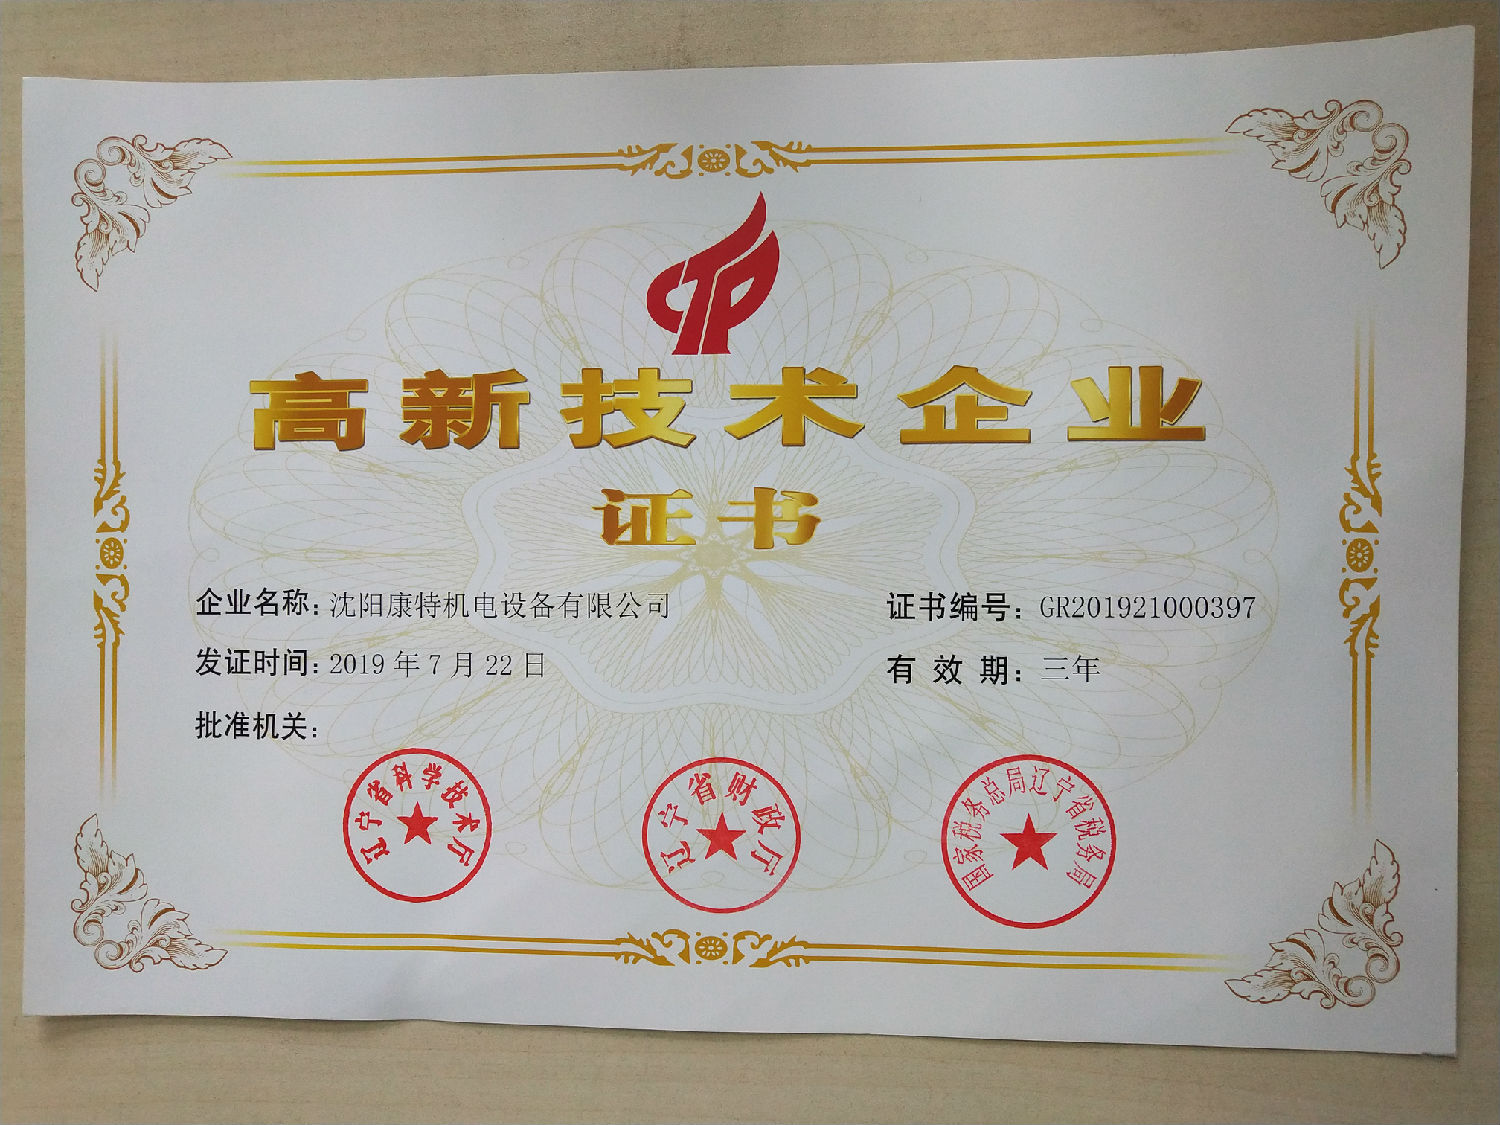 高新技术企业
证书
企业名称：沈阳康特机电设备有限公司
证书编号：GR201921000397
发证时间：2019年7月22日
有效期：三年
批准机关：
辽宁省科学技术厅
辽宁省财政厅
国家税务总局辽宁省税务局